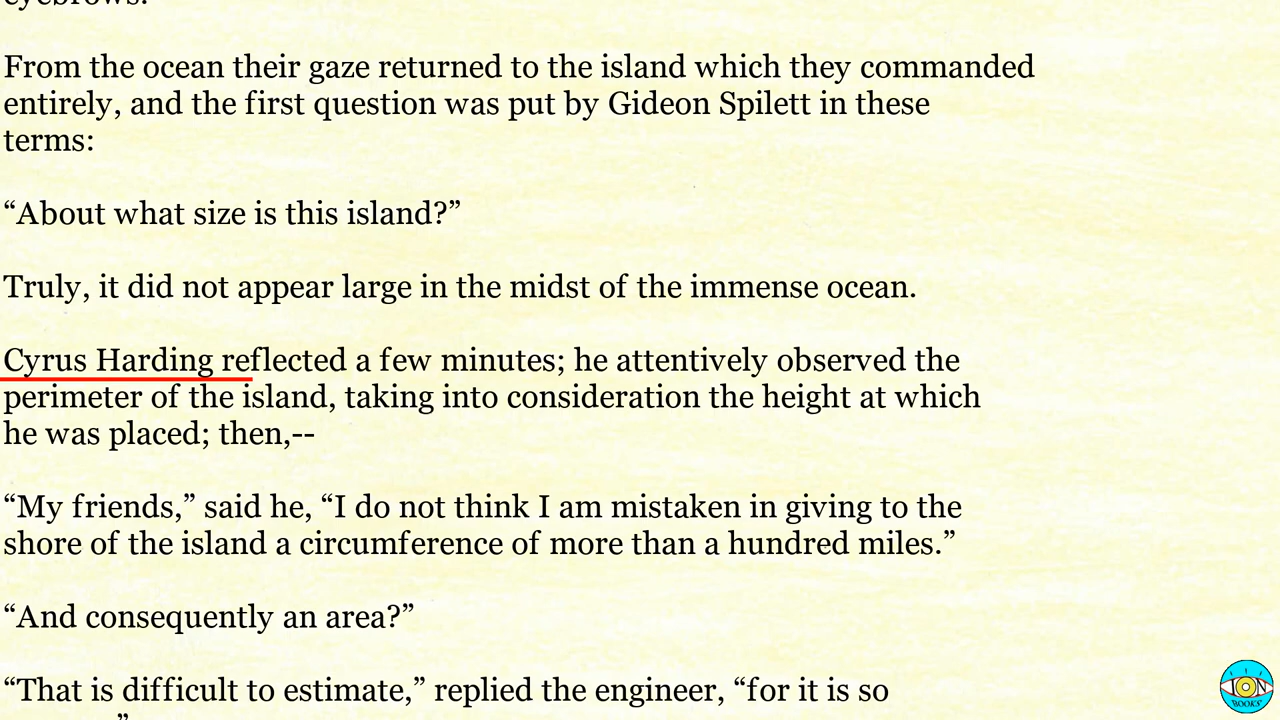 eyebrows.
From the ocean their gaze returned to the island which they commanded
entirely, and the first question was put by Gideon Spilett in these
terms:
“About what size is this island?”
Truly, it did not appear large in the midst of the immense ocean.
Cyrus Harding reflected a few minutes; he attentively observed the
perimeter of the island, taking into consideration the height at which
he was placed; then,--
“My friends,” said he, “I do not think I am mistaken in giving to the
shore of the island a circumference of more than a hundred miles.”
“And consequently an area?”
“That is difficult to estimate,” replied the engineer, “for it is so
ION
BOOKS